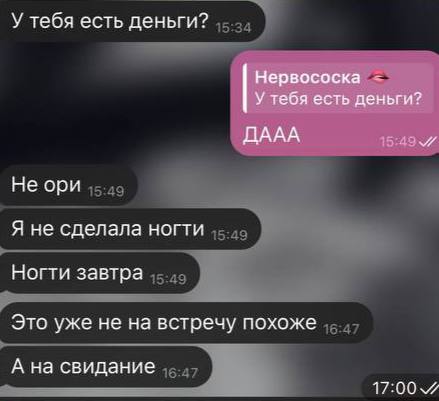 У тебя есть деньги? 15:34
Нервососка 🫦
У тебя есть деньги?
ДААА 15:49
Не ори 15:49
Я не сделала ногти 15:49
Ногти завтра 15:49
Это уже не на встречу похоже 16:47
А на свидание 16:47
17:00